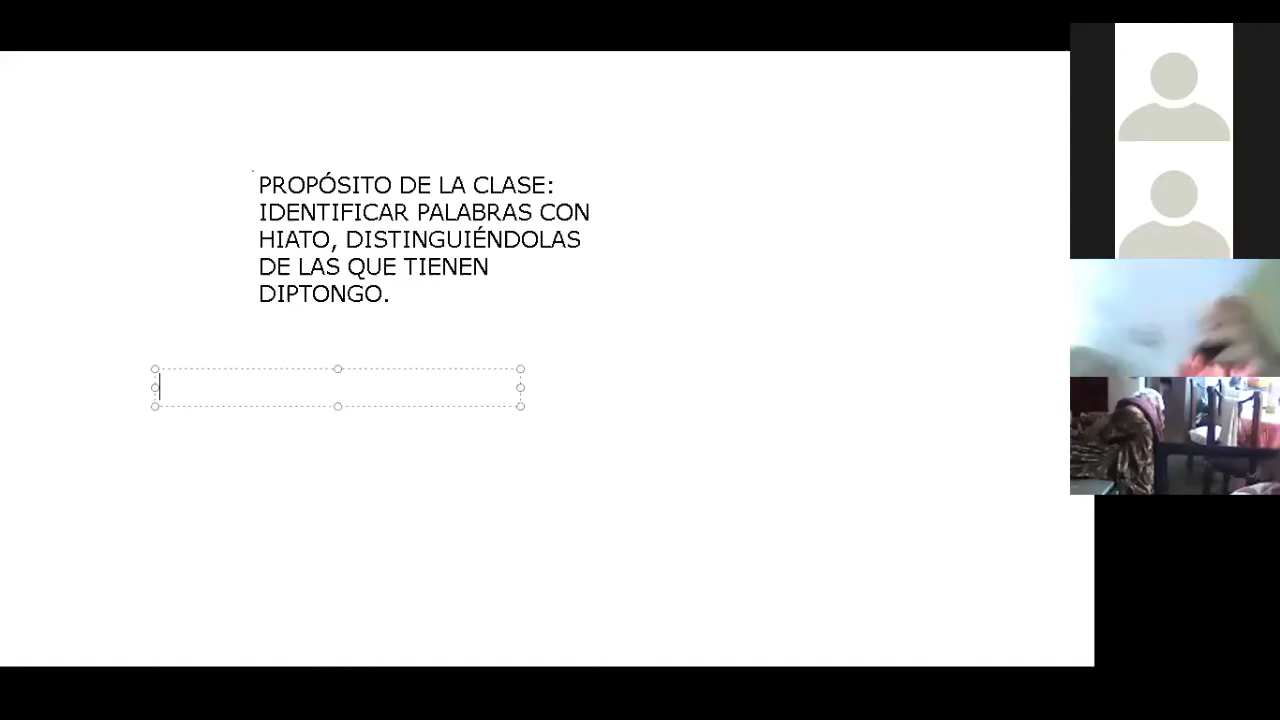 PROPÓSITO DE LA CLASE:
IDENTIFICAR PALABRAS CON
HIATO, DISTINGUIÉNDOLAS
DE LAS QUE TIENEN
DIPTONGO.